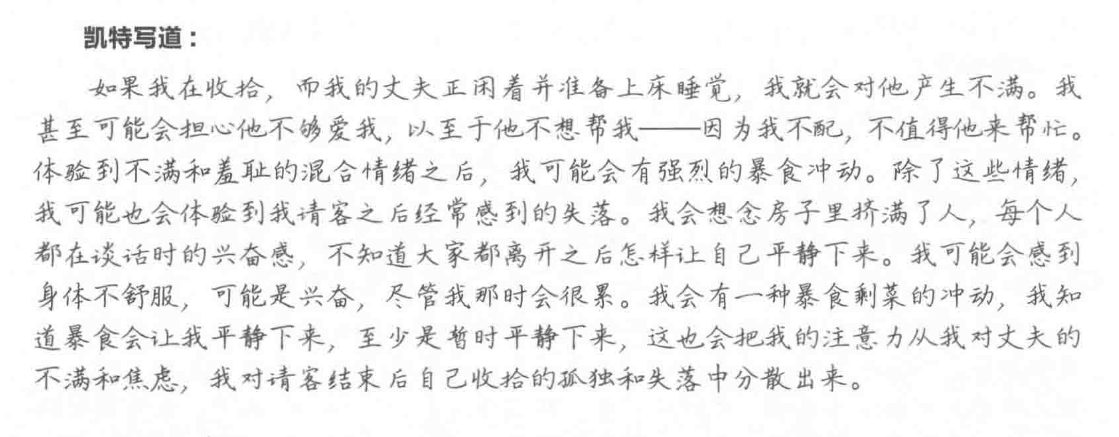 凯特写道：
如果我在收拾，而我的丈夫正闲着并准备上床睡觉，我就会对他产生不满。我
甚至可能会担心他不够爱我，以至于他不想帮我——因为我不配，不值得他来帮忙。
体验到不满和羞耻的混合情绪之后，我可能会有强烈的暴食冲动。除了这些情绪，
我可能也会体验到我请客之后经常感到的失落。我会想念房子里挤满了人，每个人
都在谈话时的兴奋感，不知道大家都离开之后怎样让自己平静下来。我可能会感到
身体不舒服，可能是兴奋，尽管我那时会很累。我会有一种暴食剩菜的冲动，我知
道暴食会让我平静下来，至少是暂时平静下来，这也会把我的注意力从我对丈夫的
不满和焦虑，我对请客结束后自己收拾的孤独和失落中分散出来。